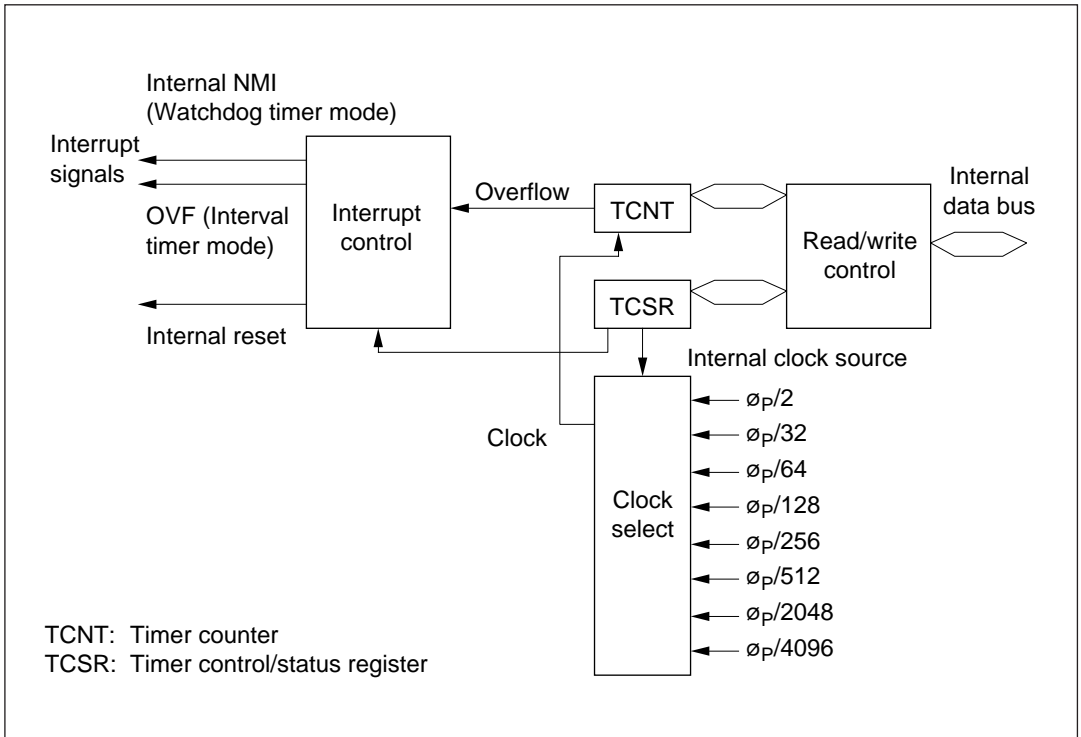 Internal NMI
(Watchdog timer mode)
Interrupt
signals
OVF (Interval
timer mode)
Internal reset
Interrupt
control
Overflow
TCNT
TCSR
Read/write
control
Internal
data bus
Internal clock source
Clock
Clock
select
øP/2
øP/32
øP/64
øP/128
øP/256
øP/512
øP/2048
øP/4096
TCNT: Timer counter
TCSR: Timer control/status register